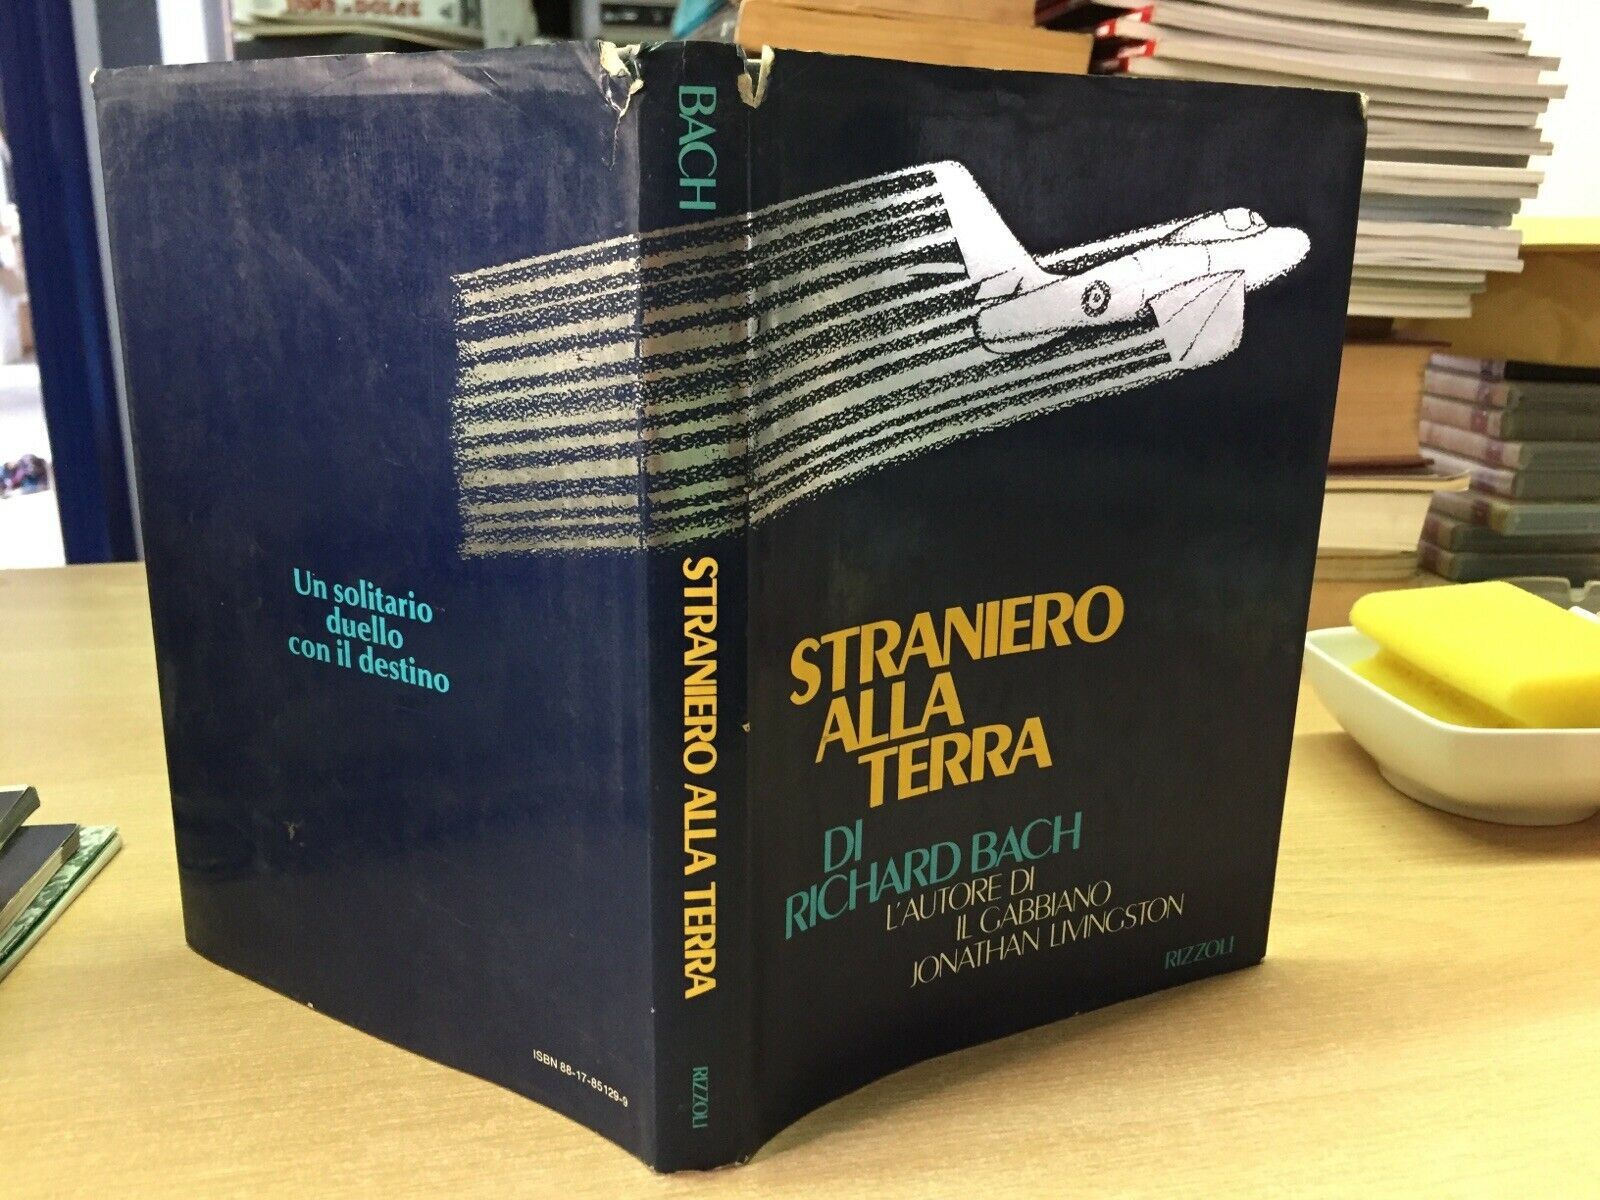 Un solitario
duello
con il destino
ISBN 88-17-85129-9
BACH
STRANIERO ALLA TERRA
RIZZOLI
STRANIERO
ALLA
TERRA
DI
RICHARD BACH
L'AUTORE DI
IL GABBIANO
JONATHAN LIVINGSTON
RIZZOLI